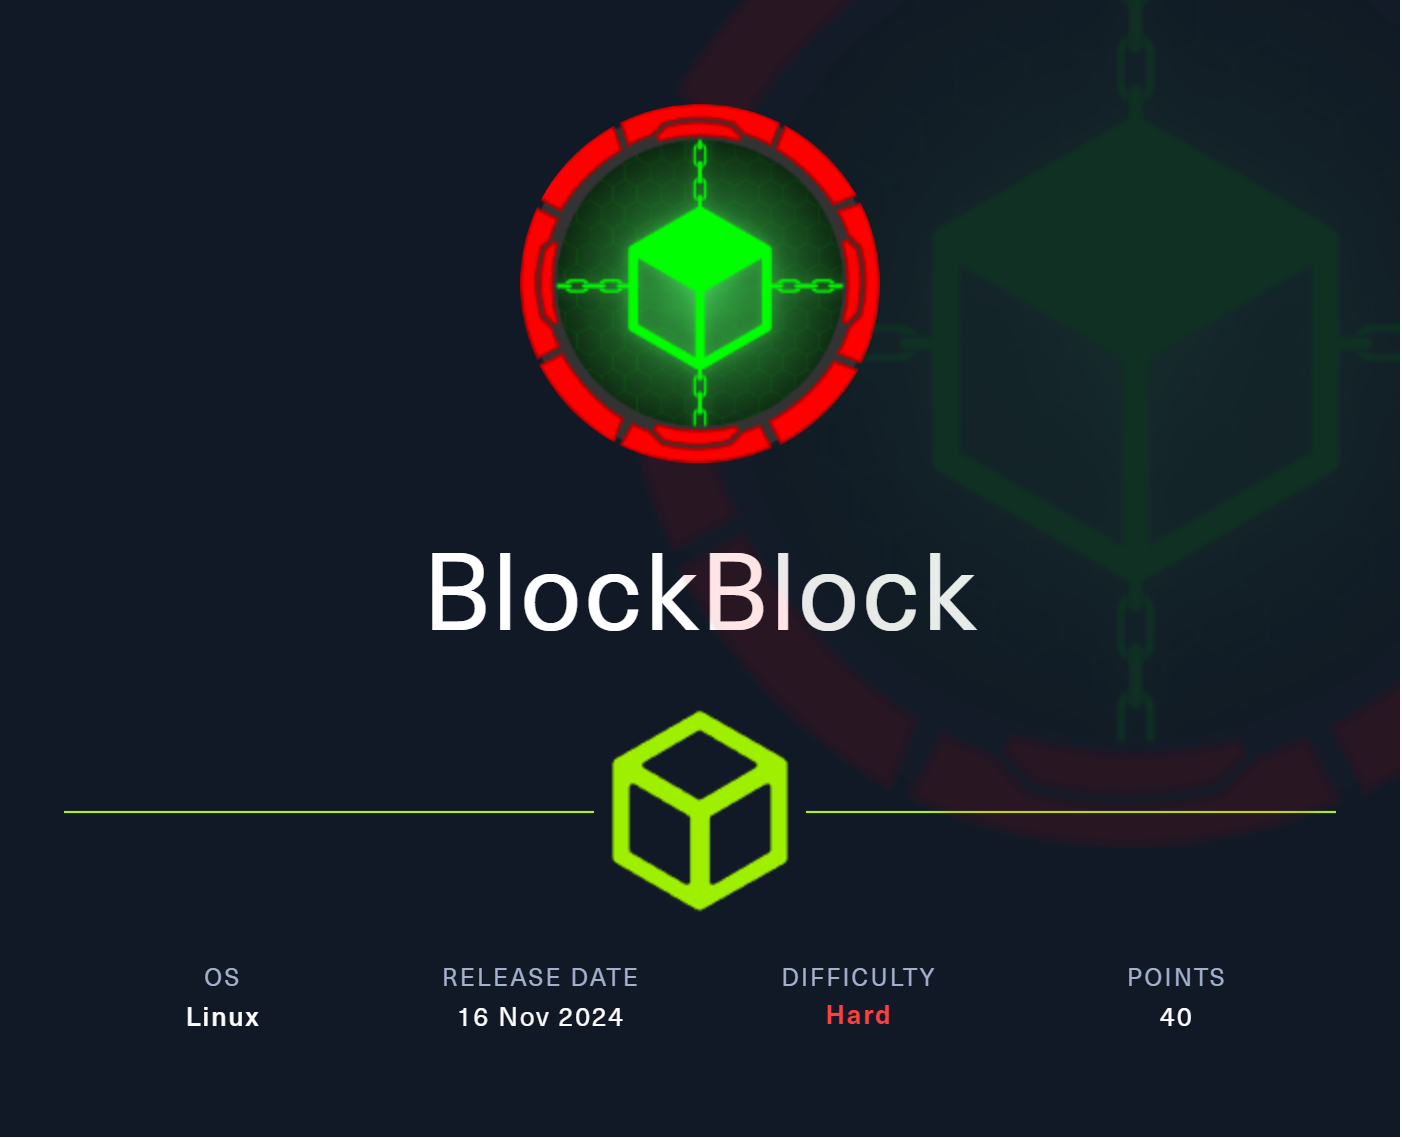 BlockBlock
OS
Linux
RELEASE DATE
16 Nov 2024
DIFFICULTY
Hard
POINTS
40